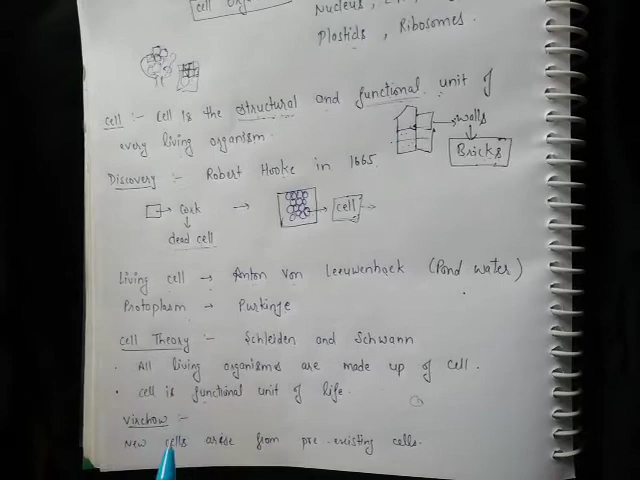 cell
Nucleus,
Plastids, Ribosomes.
cell :- Cell is the structural and functional unit of
every living organism.
walls
Bricks
Discovery :- Robert Hooke in 1665.
→ Cork → → cell →
dead cell
Living cell → Anton Von Leeuwenhoek (Pond water)
Protoplasm → Purkinje
Cell Theory :- Schleiden and Schwann
· All living organisms are made up of cell.
· cell is functional unit of life.
Virchow :-
New cells arise from pre-existing cells.